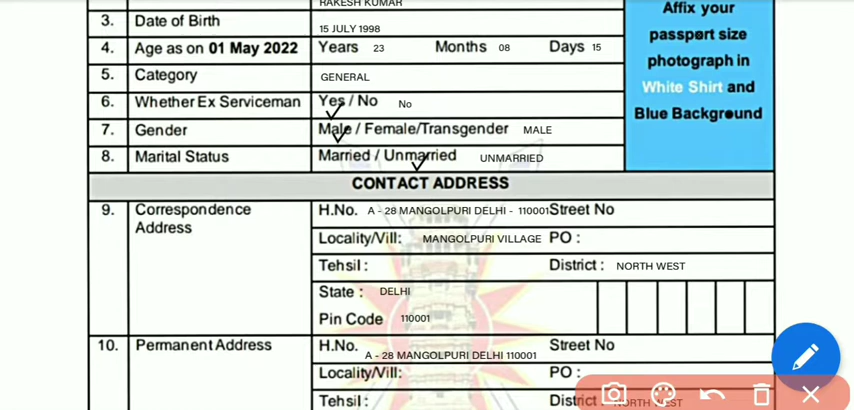 RAKESH KUMAR
3. Date of Birth 15 JULY 1998
4. Age as on 01 May 2022 Years 23 Months 08 Days 15
5. Category GENERAL
6. Whether Ex Serviceman Yes / No No
7. Gender Male / Female/Transgender MALE
8. Marital Status Married / Unmarried UNMARRIED
Affix your
passport size
photograph in
White Shirt and
Blue Background
CONTACT ADDRESS
9. Correspondence Address H.No. A - 28 MANGOLPURI DELHI - 110001 Street No
Locality/Vill: MANGOLPURI VILLAGE PO :
Tehsil : District : NORTH WEST
State : DELHI
Pin Code 110001
10. Permanent Address H.No. A - 28 MANGOLPURI DELHI 110001 Street No
Locality/Vill: PO :
Tehsil : District : NORTH WEST